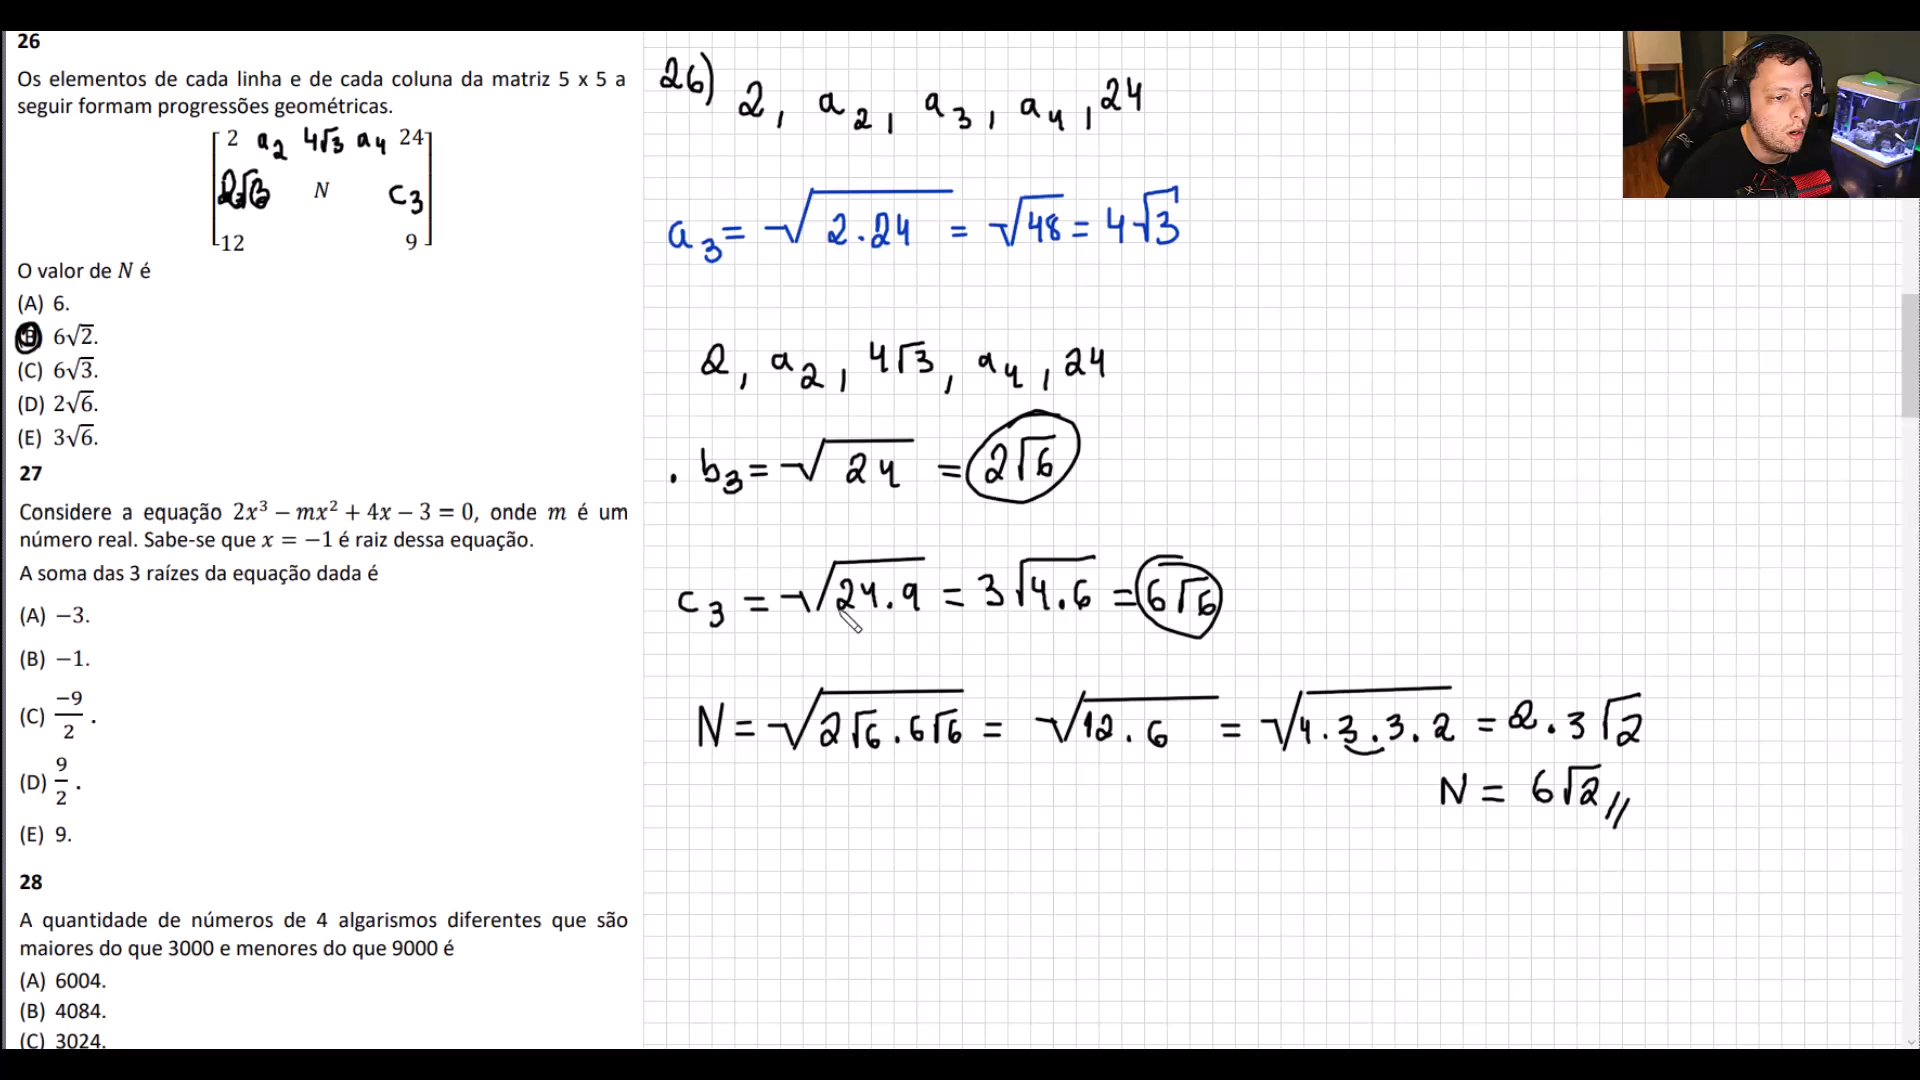 26
Os elementos de cada linha e de cada coluna da matriz 5 x 5 a
seguir formam progressões geométricas.
2 a₂ 4√3 a₄ 24
2√6 N c₃
12 9
O valor de N é
(A) 6.
(B) 6√2.
(C) 6√3.
(D) 2√6.
(E) 3√6.
27
Considere a equação 2x³ − mx² + 4x − 3 = 0, onde m é um
número real. Sabe-se que x = −1 é raiz dessa equação.
A soma das 3 raízes da equação dada é
(A) −3.
(B) −1.
(C) −9/2 .
(D) 9/2 .
(E) 9.
28
A quantidade de números de 4 algarismos diferentes que são
maiores do que 3000 e menores do que 9000 é
(A) 6004.
(B) 4084.
(C) 3024.
26) 2, a₂, a₃, a₄, 24
a₃ = √2.24 = √48 = 4√3
2, a₂, 4√3, a₄, 24
. b₃ = √24 = 2√6
c₃ = √24.9 = 3√4.6 = 6√6
N = √2√6.6√6 = √12.6 = √4.3.3.2 = 2.3√2
N = 6√2//